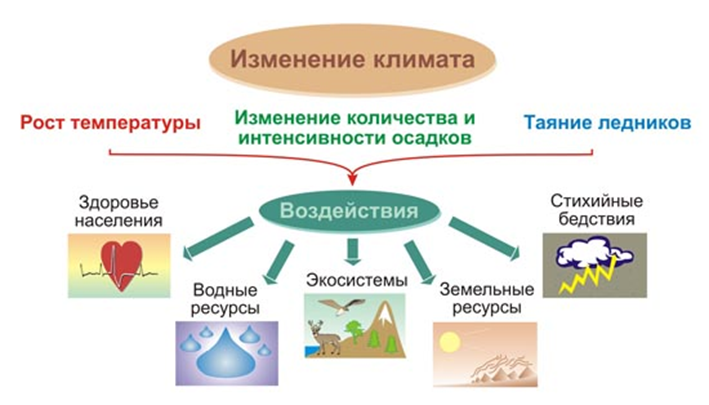 Изменение климата
Рост температуры
Изменение количества и
интенсивности осадков
Таяние ледников
Воздействия
Здоровье
населения
Водные
ресурсы
Экосистемы
Земельные
ресурсы
Стихийные
бедствия